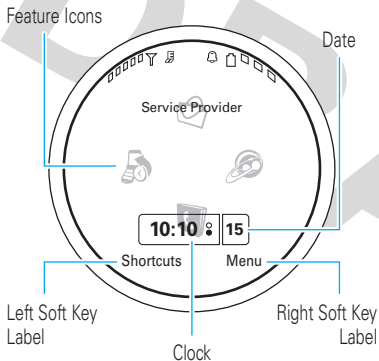 Feature Icons
Date
Service Provider
10:10 15
Shortcuts Menu
Left Soft Key
Label
Right Soft Key
Label
Clock